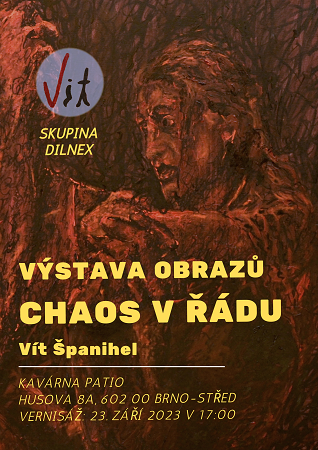 Vít
SKUPINA
DILNEX
VÝSTAVA OBRAZŮ
CHAOS V ŘÁDU
Vít Španihel
KAVÁRNA PATIO
HUSOVA 8A, 602 00 BRNO-STŘED
VERNISÁŽ: 23. ZÁŘÍ 2023 V 17:00